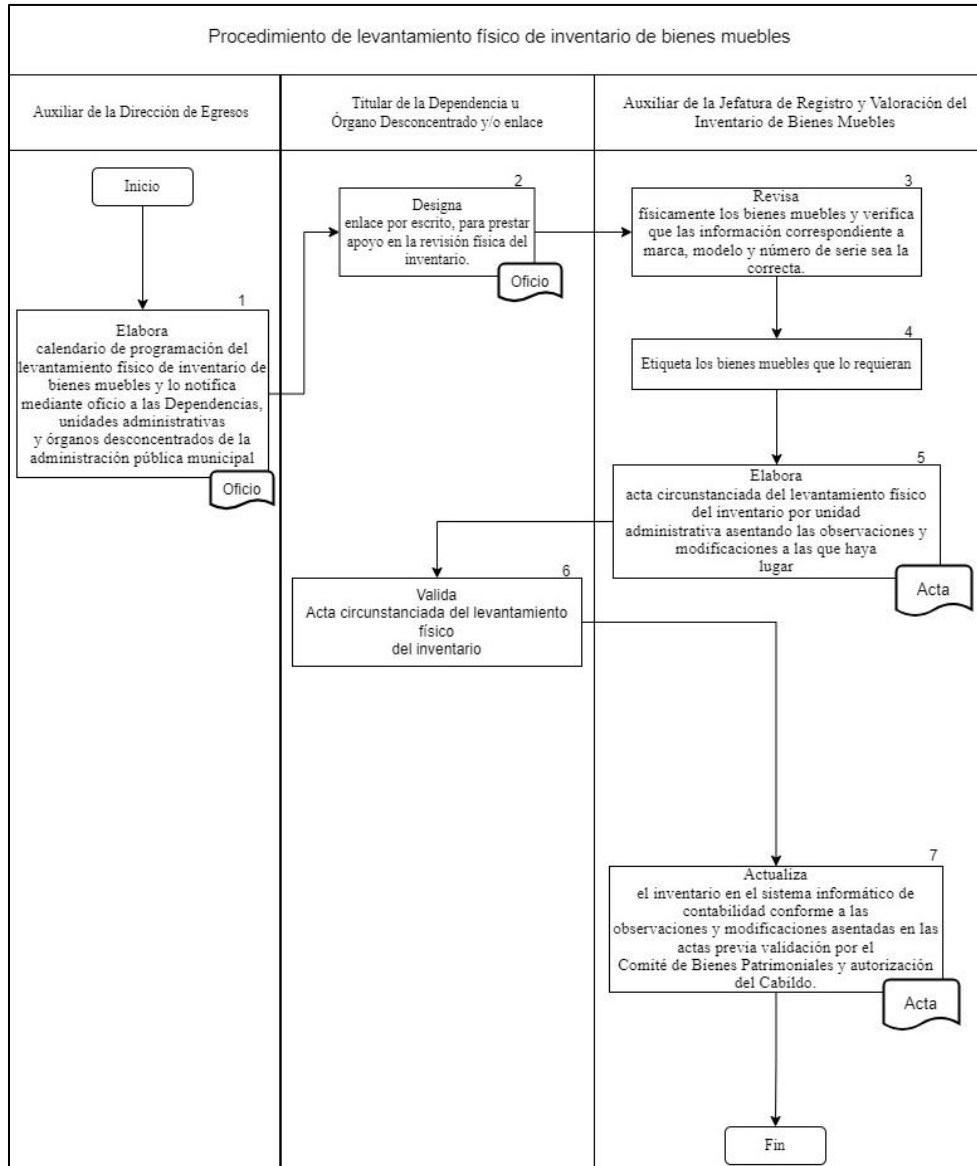 Procedimiento de levantamiento físico de inventario de bienes muebles
Auxiliar de la Dirección de Egresos
Titular de la Dependencia u
Órgano Desconcentrado y/o enlace
Auxiliar de la Jefatura de Registro y Valoración del
Inventario de Bienes Muebles
Inicio
1
Elabora
calendario de programación del
levantamiento físico de inventario de
bienes muebles y lo notifica
mediante oficio a las Dependencias,
unidades administrativas
y órganos desconcentrados de la
administración pública municipal
Oficio
2
Designa
enlace por escrito, para prestar
apoyo en la revisión física del
inventario.
Oficio
3
Revisa
físicamente los bienes muebles y verifica
que las información correspondiente a
marca, modelo y número de serie sea la
correcta.
4
Etiqueta los bienes muebles que lo requieran
5
Elabora
acta circunstanciada del levantamiento físico
del inventario por unidad
administrativa asentando las observaciones y
modificaciones a las que haya
lugar
Acta
6
Valida
Acta circunstanciada del levantamiento
físico
del inventario
7
Actualiza
el inventario en el sistema informático de
contabilidad conforme a las
observaciones y modificaciones asentadas en las
actas previa validación por el
Comité de Bienes Patrimoniales y autorización
del Cabildo.
Acta
Fin